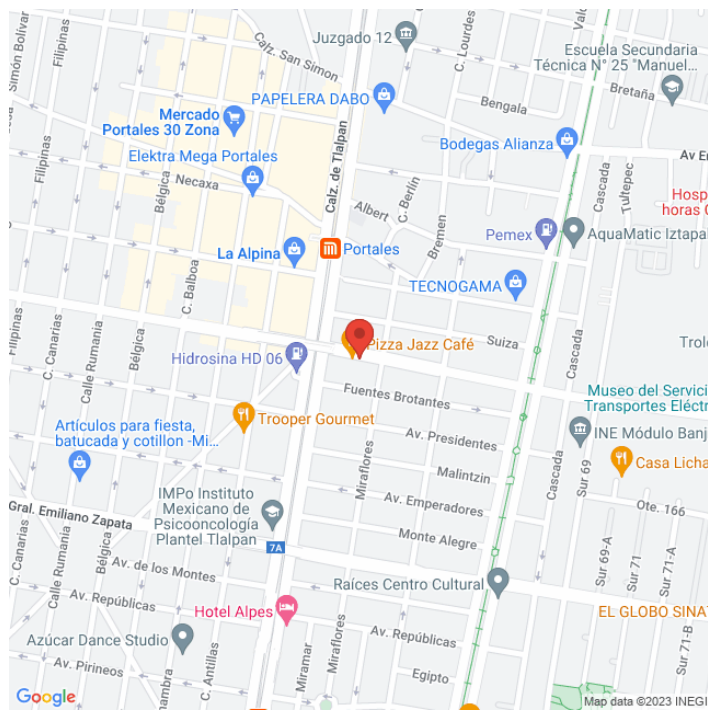 Simón Bolívar
Filipinas
Calz. San Simon
Juzgado 12
C. Lourdes
Escuela Secundaria
Técnica N° 25 "Manuel...
Bretaña
Bengala
PAPELERA DABO
Mercado
Portales 30 Zona
Elektra Mega Portales
Necaxa
Calz. de Tlalpan
Bodegas Alianza
Filipinas
Bélgica
Albert
C. Berlín
Bremen
Cascada
Tultepec
Pemex
AquaMatic Iztapal
La Alpina
Portales
TECNOGAMA
C. Balboa
Suiza
Pizza Jazz Café
Hidrosina HD 06
Filipinas
C. Canarias
Calle Rumania
Bélgica
Cascada
Fuentes Brotantes
Trooper Gourmet
Av. Presidentes
Museo del Servici
Transportes Eléctr
INE Módulo Banj
Artículos para fiesta,
batucada y cotillon -Mi...
Malintzin
Miraflores
Casa Licha
Cascada
Sur 69
IMPo Instituto
Mexicano de
Psicooncología
Plantel Tlalpan
Av. Emperadores
Ote. 166
Gral. Emiliano Zapata
Monte Alegre
7A
Av. de los Montes
C. Canarias
Calle Rumania
Bélgica
Raíces Centro Cultural
Sur 69-A
Sur 71
Sur 71-A
Av. Repúblicas
Hotel Alpes
EL GLOBO SINAT
Azúcar Dance Studio
Av. Repúblicas
Miraflores
Miramar
Sur 71-B
Av. Pirineos
C. Antillas
Egipto
Google
Map data ©2023 INEGI